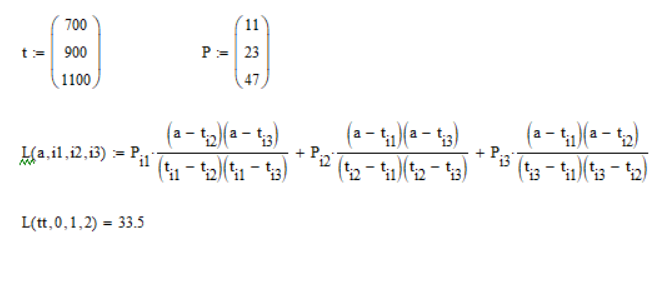 t := (700 900 1100) P := (11 23 47)
L(a,i1,i2,i3) := P_i1·((a − t_i2)(a − t_i3))/((t_i1 − t_i2)(t_i1 − t_i3)) + P_i2·((a − t_i1)(a − t_i3))/((t_i2 − t_i1)(t_i2 − t_i3)) + P_i3·((a − t_i1)(a − t_i2))/((t_i3 − t_i1)(t_i3 − t_i2))
L(tt,0,1,2) = 33.5